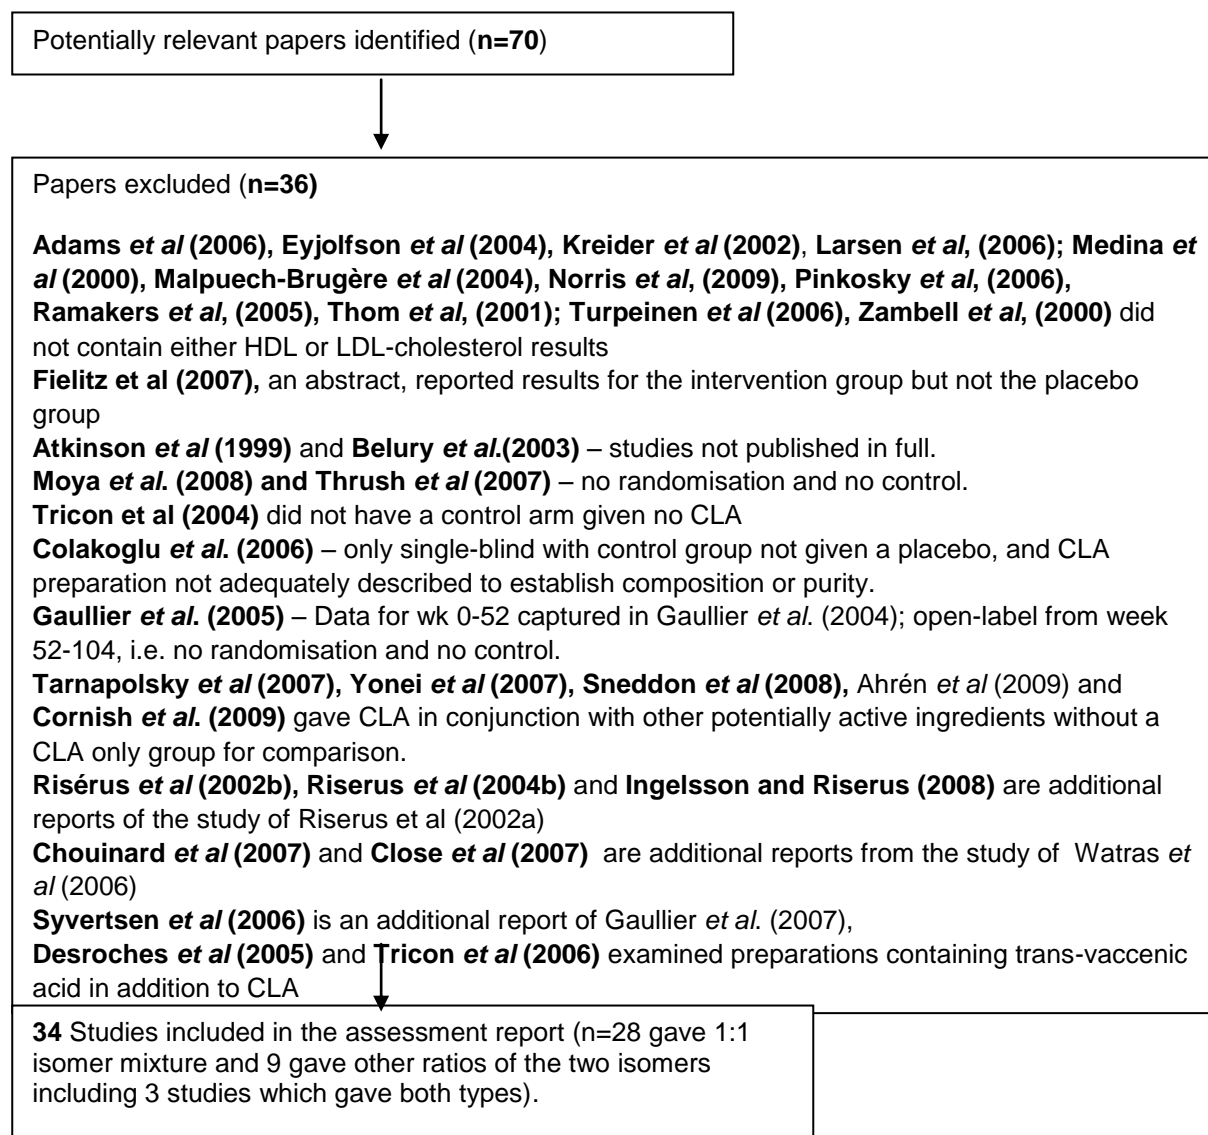 Potentially relevant papers identified (n=70)
Papers excluded (n=36)
Adams et al (2006), Eyjolfson et al (2004), Kreider et al (2002), Larsen et al, (2006); Medina et
al (2000), Malpuech-Brugère et al (2004), Norris et al, (2009), Pinkosky et al, (2006),
Ramakers et al, (2005), Thom et al, (2001); Turpeinen et al (2006), Zambell et al, (2000) did
not contain either HDL or LDL-cholesterol results
Fielitz et al (2007), an abstract, reported results for the intervention group but not the placebo
group
Atkinson et al (1999) and Belury et al.(2003) – studies not published in full.
Moya et al. (2008) and Thrush et al (2007) – no randomisation and no control.
Tricon et al (2004) did not have a control arm given no CLA
Colakoglu et al. (2006) – only single-blind with control group not given a placebo, and CLA
preparation not adequately described to establish composition or purity.
Gaullier et al. (2005) – Data for wk 0-52 captured in Gaullier et al. (2004); open-label from week
52-104, i.e. no randomisation and no control.
Tarnapolsky et al (2007), Yonei et al (2007), Sneddon et al (2008), Ahrén et al (2009) and
Cornish et al. (2009) gave CLA in conjunction with other potentially active ingredients without a
CLA only group for comparison.
Risérus et al (2002b), Riserus et al (2004b) and Ingelsson and Riserus (2008) are additional
reports of the study of Riserus et al (2002a)
Chouinard et al (2007) and Close et al (2007) are additional reports from the study of Watras et
al (2006)
Syvertsen et al (2006) is an additional report of Gaullier et al. (2007),
Desroches et al (2005) and Tricon et al (2006) examined preparations containing trans-vaccenic
acid in addition to CLA
34 Studies included in the assessment report (n=28 gave 1:1
isomer mixture and 9 gave other ratios of the two isomers
including 3 studies which gave both types).